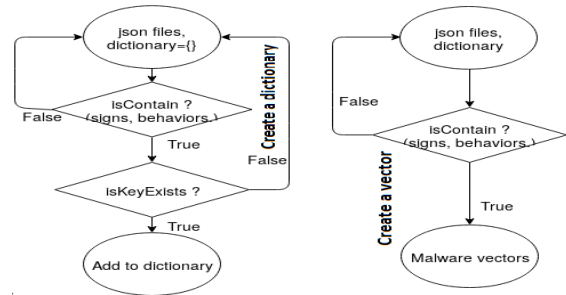 json files,
dictionary={}
isContain ?
(signs, behaviors.)
False
True
Create a dictionary
False
isKeyExists ?
True
Add to dictionary
json files,
dictionary
False
isContain ?
(signs, behaviors.)
Create a vector
True
Malware vectors